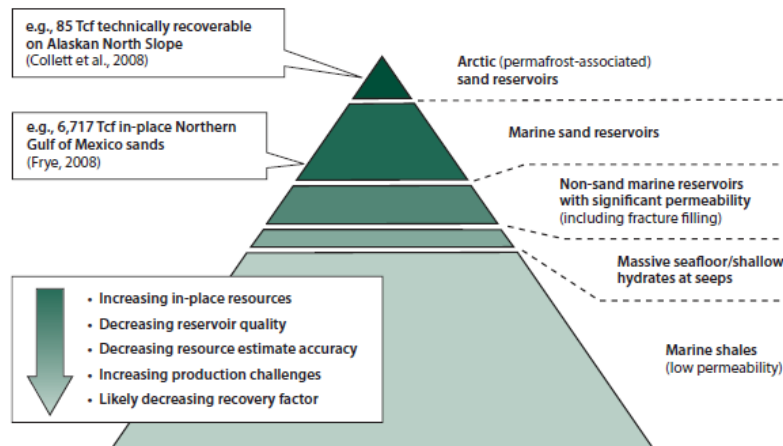 e.g., 85 Tcf technically recoverable
on Alaskan North Slope
(Collett et al., 2008)
Arctic (permafrost-associated)
sand reservoirs
e.g., 6,717 Tcf in-place Northern
Gulf of Mexico sands
(Frye, 2008)
Marine sand reservoirs
Non-sand marine reservoirs
with significant permeability
(including fracture filling)
Massive seafloor/shallow
hydrates at seeps
• Increasing in-place resources
• Decreasing reservoir quality
• Decreasing resource estimate accuracy
• Increasing production challenges
• Likely decreasing recovery factor
Marine shales
(low permeability)